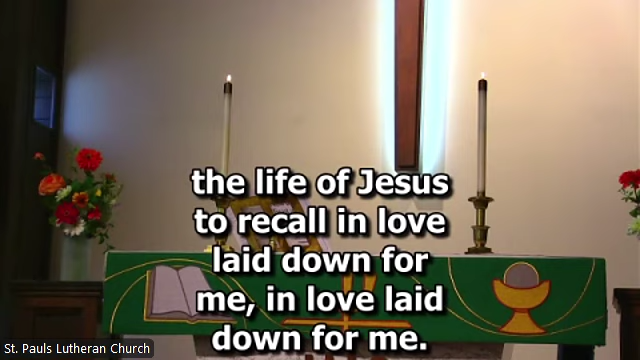 the life of Jesus
to recall in love
laid down for
me, in love laid
down for me.
St. Pauls Lutheran Church